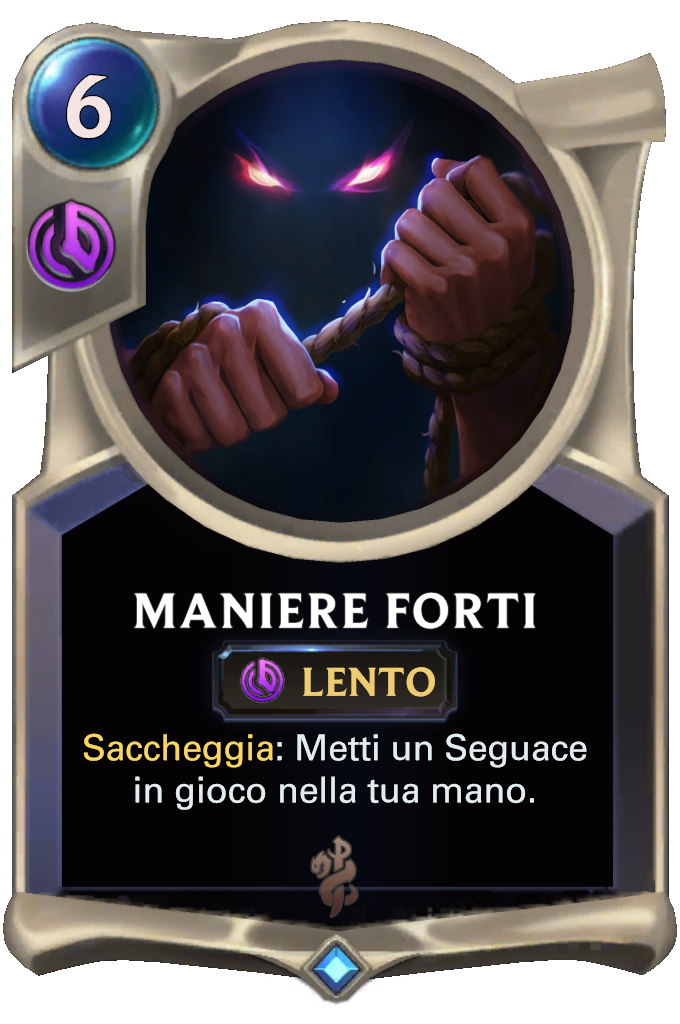 6
MANIERE FORTI
LENTO
Saccheggia: Metti un Seguace
in gioco nella tua mano.